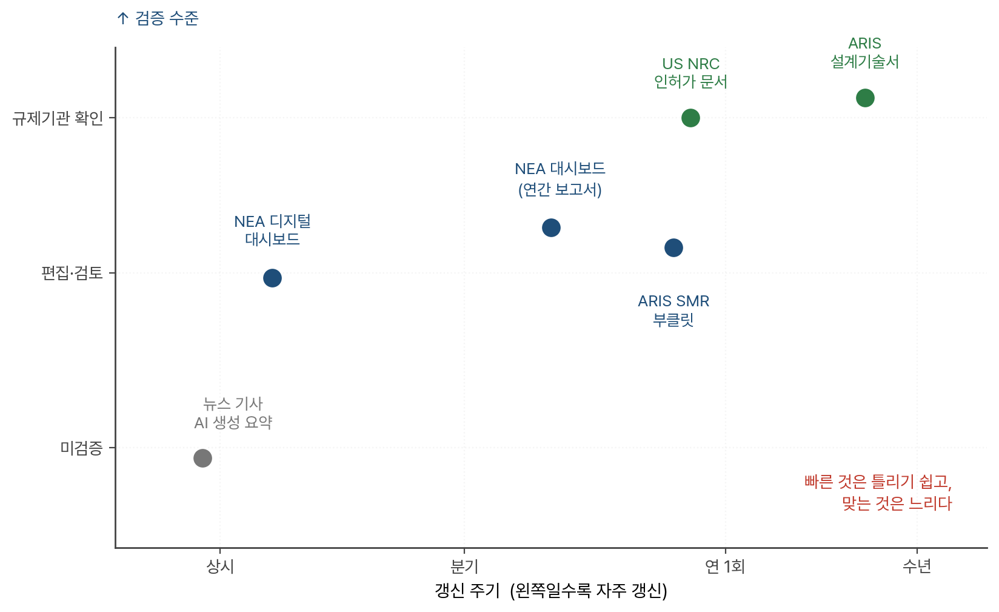 ↑ 검증 수준
ARIS
설계기술서
US NRC
인허가 문서
규제기관 확인
NEA 대시보드
(연간 보고서)
NEA 디지털
대시보드
편집·검토
ARIS SMR
부클릿
뉴스 기사
AI 생성 요약
미검증
빠른 것은 틀리기 쉽고,
맞는 것은 느리다
상시
분기
연 1회
수년
갱신 주기 (왼쪽일수록 자주 갱신)